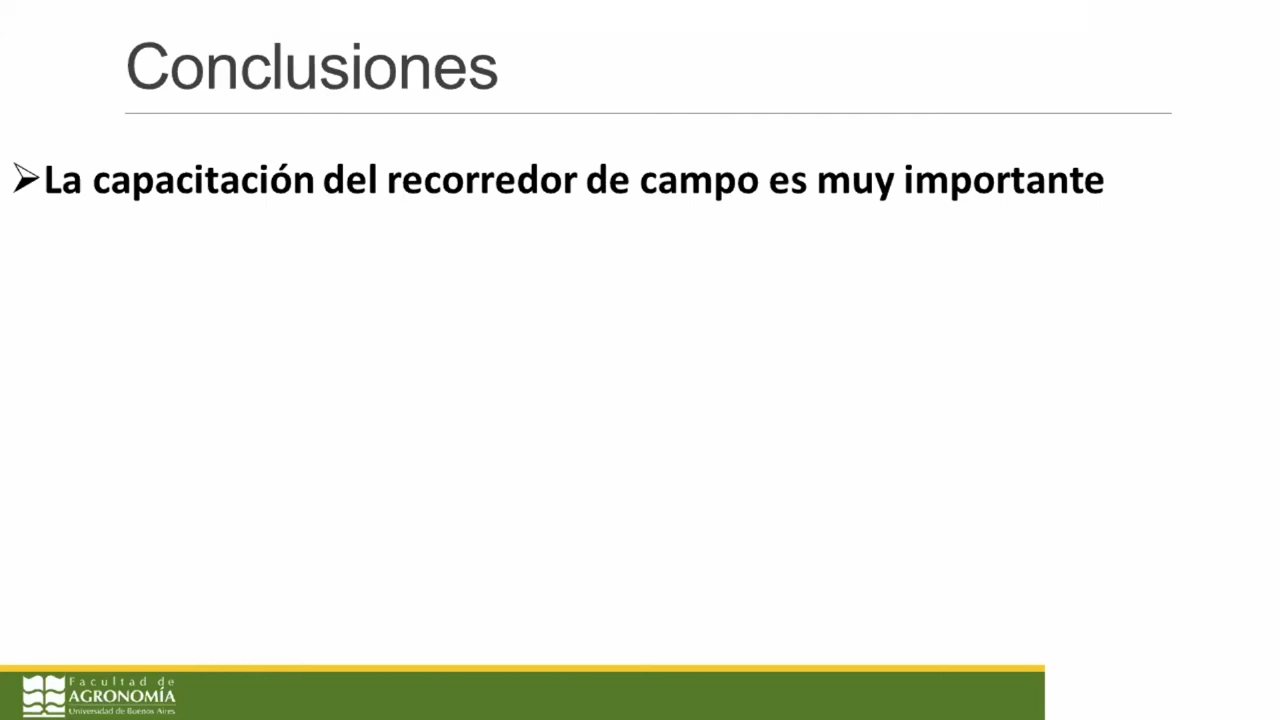 Conclusiones
➢La capacitación del recorredor de campo es muy importante
Facultad de
AGRONOMÍA
Universidad de Buenos Aires